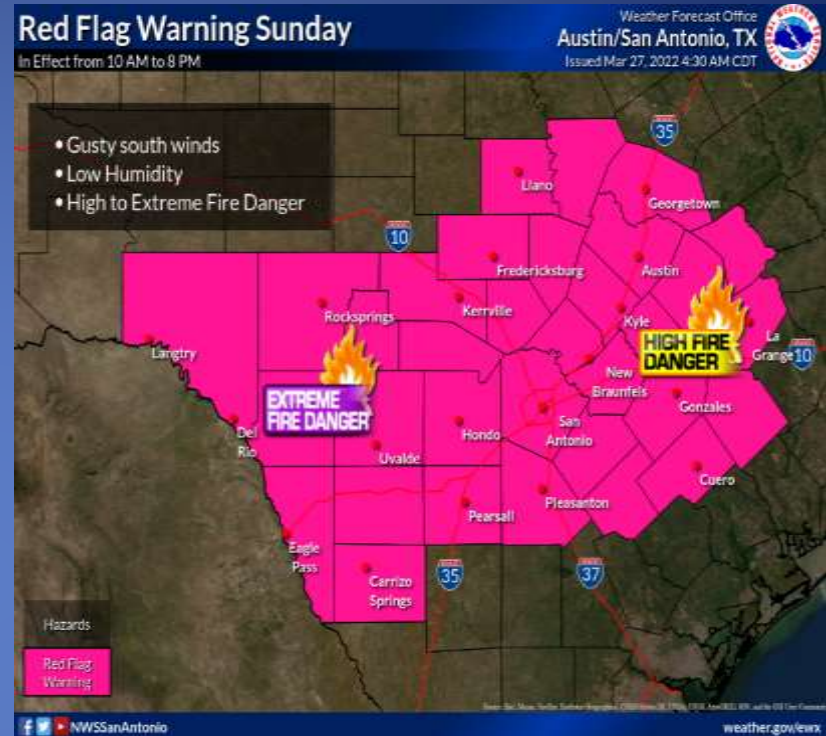 Red Flag Warning Sunday
In Effect from 10 AM to 8 PM
Weather Forecast Office
Austin/San Antonio, TX
Issued Mar 27, 2022 4:30 AM CDT
NATIONAL WEATHER SERVICE
• Gusty south winds
• Low Humidity
• High to Extreme Fire Danger
35
Llano
Georgetown
10
Fredericksburg
Austin
Rocksprings
Kerrville
Kyle
Langtry
HIGH FIRE
DANGER
La
Grange
10
EXTREME
FIRE DANGER
New
Braunfels
Gonzales
Del
Rio
Uvalde
Hondo
San
Antonio
Cuero
Pearsall
Pleasanton
Eagle
Pass
Carrizo
Springs
35
37
Hazards
Red Flag
Warning
NWSSanAntonio
weather.gov/ewx